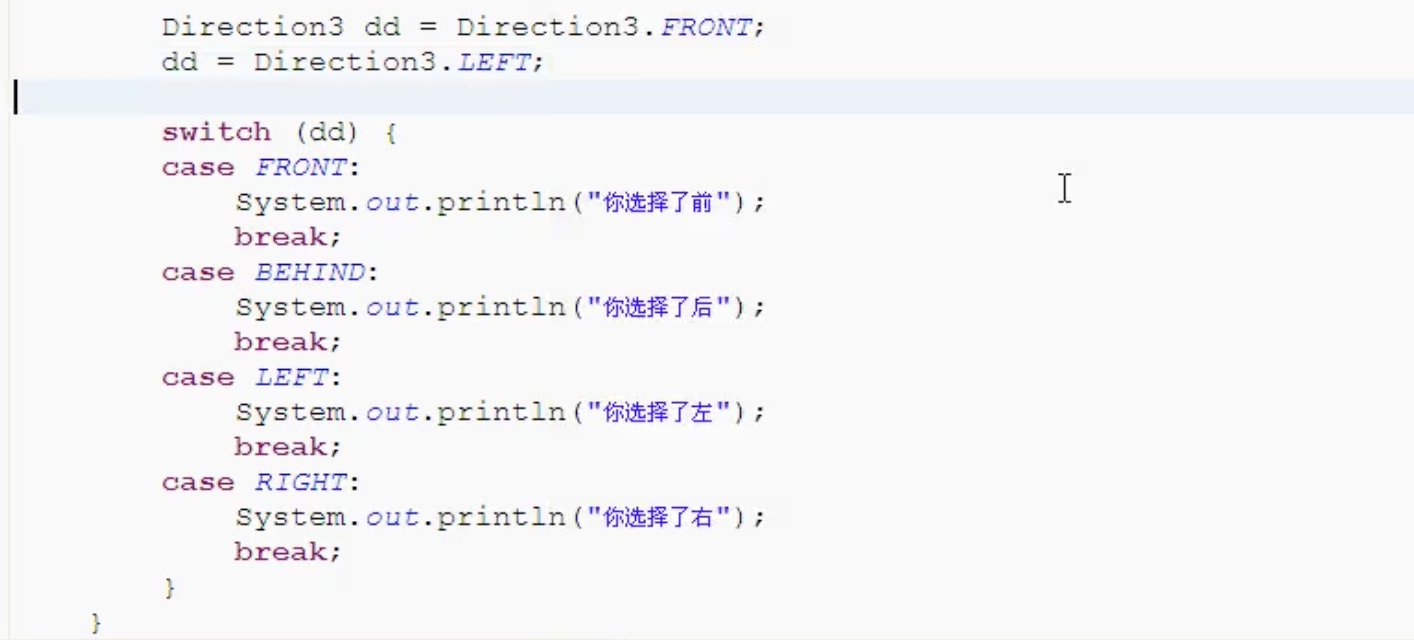 Direction3 dd = Direction3.FRONT;
dd = Direction3.LEFT;
switch (dd) {
case FRONT:
System.out.println("你选择了前");
break;
case BEHIND:
System.out.println("你选择了后");
break;
case LEFT:
System.out.println("你选择了左");
break;
case RIGHT:
System.out.println("你选择了右");
break;
}
}